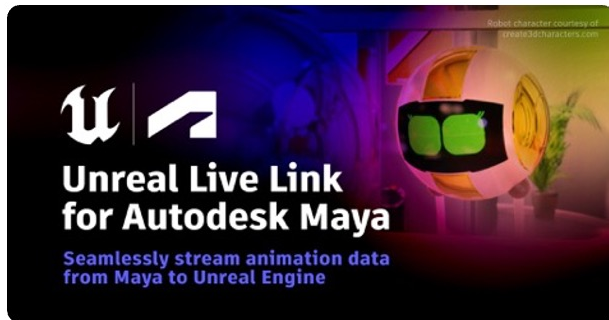 Robot character courtesy of
create3dcharacters.com
Unreal Live Link
for Autodesk Maya
Seamlessly stream animation data
from Maya to Unreal Engine